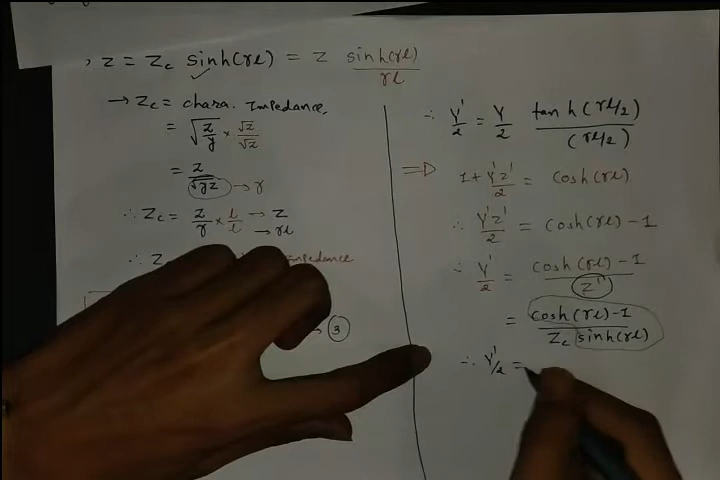 , z = Zc sinh(γl) = Z sinh(γl)/γl
→ Zc = chara. Impedance,
= √(z/y) × √z/√z
= z/√yz → γ
∴ Zc = z/γ × l/l → Z → γl
∴ Z Impedance
→ ③
∴ Y'/2 = Y/2 tanh(γl/2)/(γl/2)
⇒ 1 + Y'Z'/2 = cosh(γl)
∴ Y'Z'/2 = cosh(γl) - 1
∴ Y'/2 = cosh(γl) - 1/Z'
= cosh(γl) - 1/Zc sinh(γl)
∴ Y'/2 =